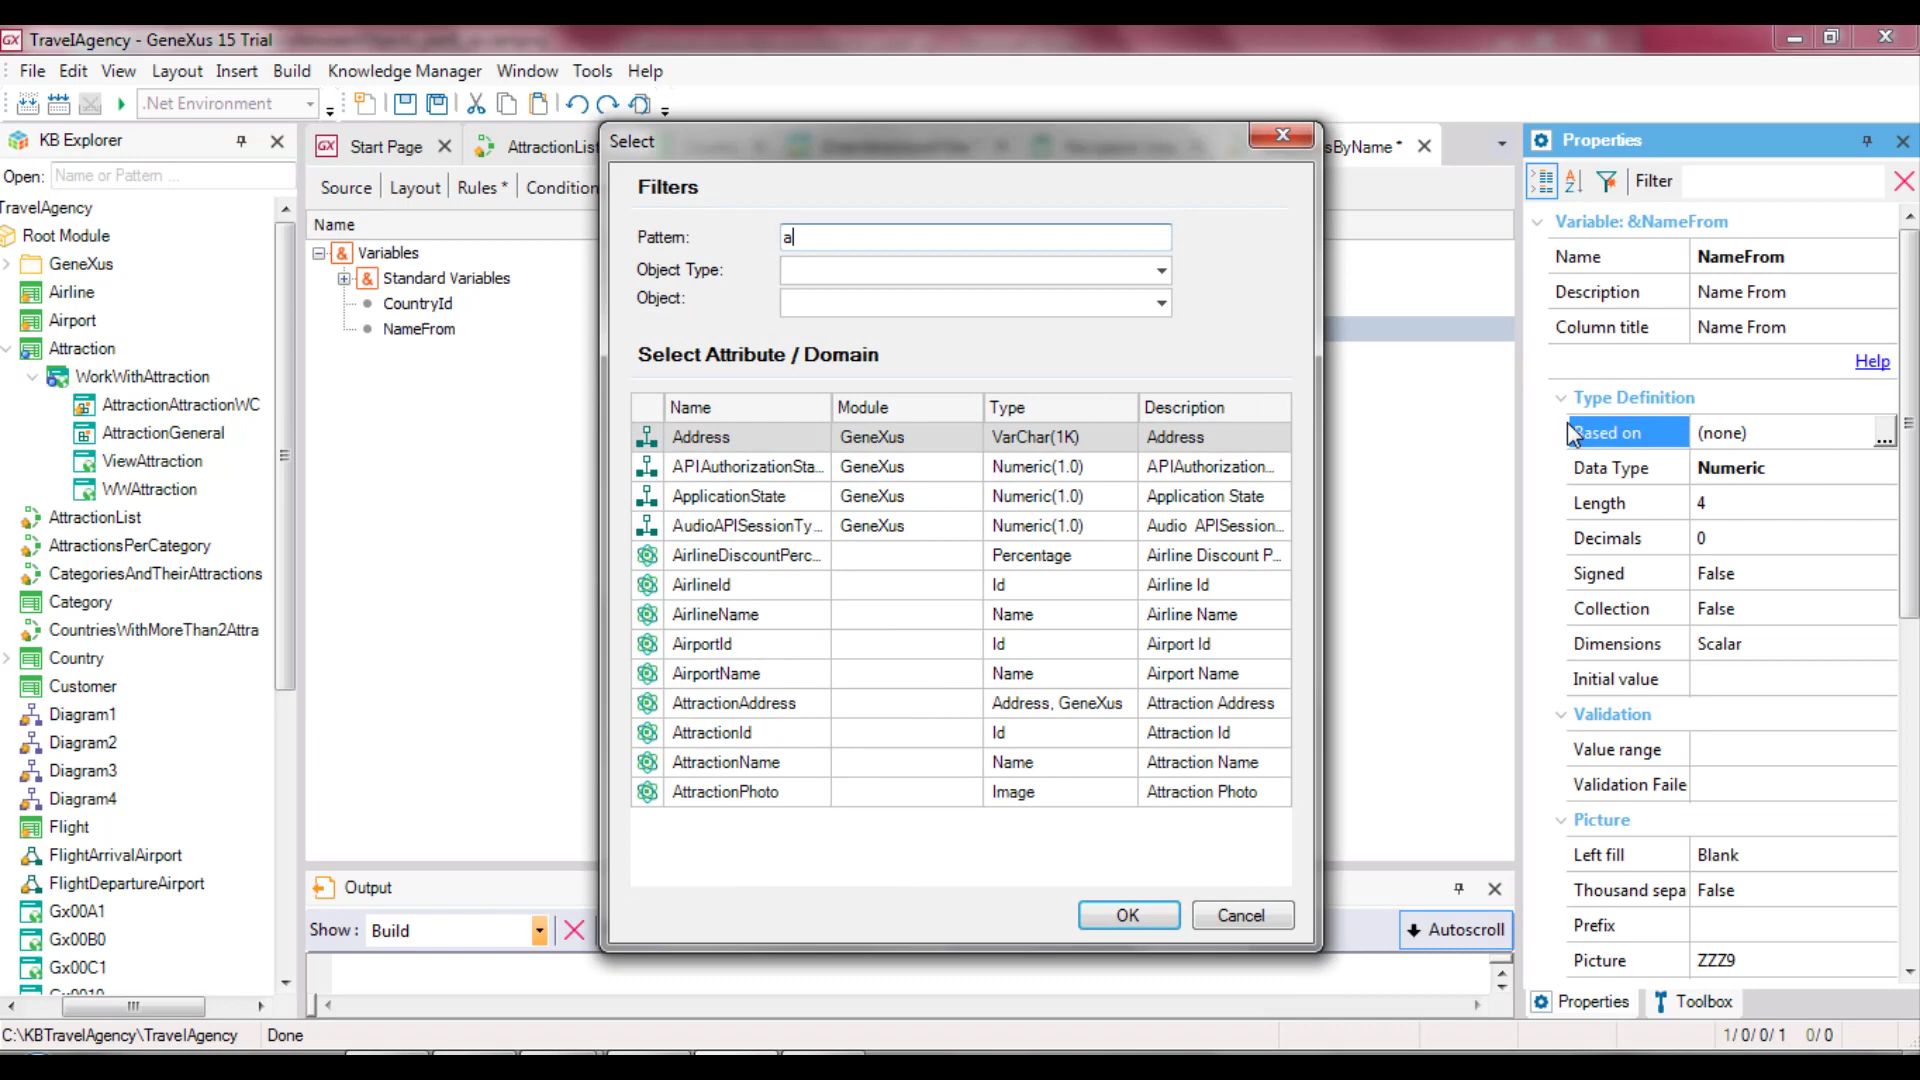 TravelAgency - GeneXus 15 Trial
File Edit View Layout Insert Build Knowledge Manager Window Tools Help
.Net Environment
KB Explorer
Open: Name or Pattern ...
TravelAgency
Root Module
GeneXus
Airline
Airport
Attraction
WorkWithAttraction
AttractionAttractionWC
AttractionGeneral
ViewAttraction
WWAttraction
AttractionList
AttractionsPerCategory
CategoriesAndTheirAttractions
Category
CountriesWithMoreThan2Attra
Country
Customer
Diagram1
Diagram2
Diagram3
Diagram4
Flight
FlightArrivalAirport
FlightDepartureAirport
Gx00A1
Gx00B0
Gx00C1
Start Page
AttractionList
sByName *
Source Layout Rules * Condition
Name
Variables
Standard Variables
CountryId
NameFrom
Select
Filters
Pattern: a
Object Type:
Object:
Select Attribute / Domain
Name Module Type Description
Address GeneXus VarChar(1K) Address
APIAuthorizationSta... GeneXus Numeric(1.0) APIAuthorization...
ApplicationState GeneXus Numeric(1.0) Application State
AudioAPISessionTy... GeneXus Numeric(1.0) Audio APISession...
AirlineDiscountPerc... Percentage Airline Discount P...
AirlineId Id Airline Id
AirlineName Name Airline Name
AirportId Id Airport Id
AirportName Name Airport Name
AttractionAddress Address, GeneXus Attraction Address
AttractionId Id Attraction Id
AttractionName Name Attraction Name
AttractionPhoto Image Attraction Photo
OK Cancel
Output
Show: Build
Autoscroll
Properties
Filter
Variable: &NameFrom
Name NameFrom
Description Name From
Column title Name From
Help
Type Definition
Based on (none) ...
Data Type Numeric
Length 4
Decimals 0
Signed False
Collection False
Dimensions Scalar
Initial value
Validation
Value range
Validation Faile
Picture
Left fill Blank
Thousand sepa False
Prefix
Picture ZZZ9
Properties Toolbox
C:\KBTravelAgency\TravelAgency Done
1/0/0/1 0/0